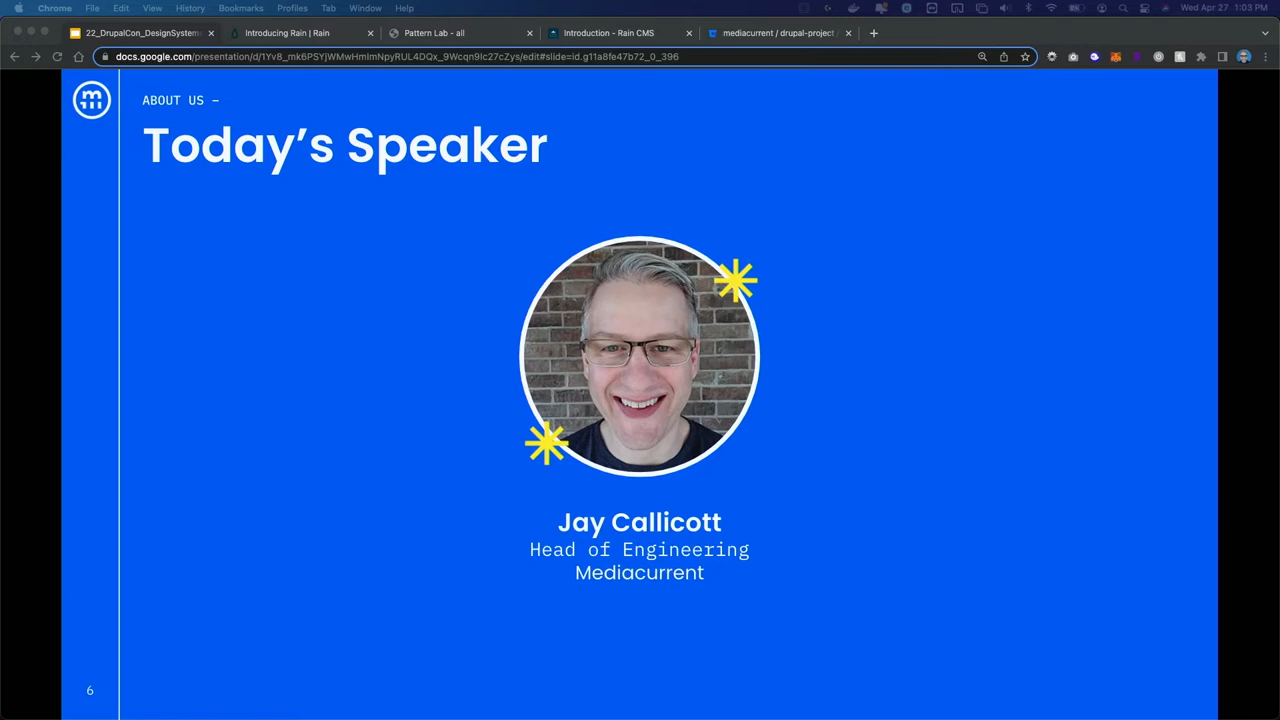 Chrome File Edit View History Bookmarks Profiles Tab Window Help Wed Apr 27 1:03 PM
22_DrupalCon_DesignSystem Introducing Rain | Rain Pattern Lab - all Introduction - Rain CMS mediacurrent / drupal-project
docs.google.com/presentation/d/1Yv8_mk6PSYjWMwHmImNpyRUL4DQx_9Wcqn9Ic27cZys/edit#slide=id.g11a8fe47b72_0_396
ABOUT US –
Today’s Speaker
Jay Callicott
Head of Engineering
Mediacurrent
6